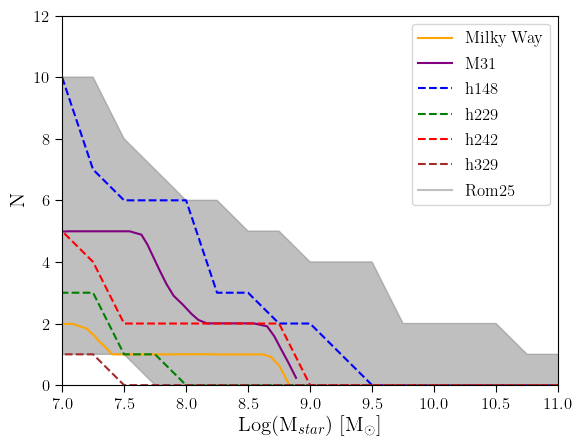 12
10
8
6
4
2
0
N
7.0 7.5 8.0 8.5 9.0 9.5 10.0 10.5 11.0
Log(M$_{star}$) [M$_{\odot}$]
Milky Way
M31
h148
h229
h242
h329
Rom25